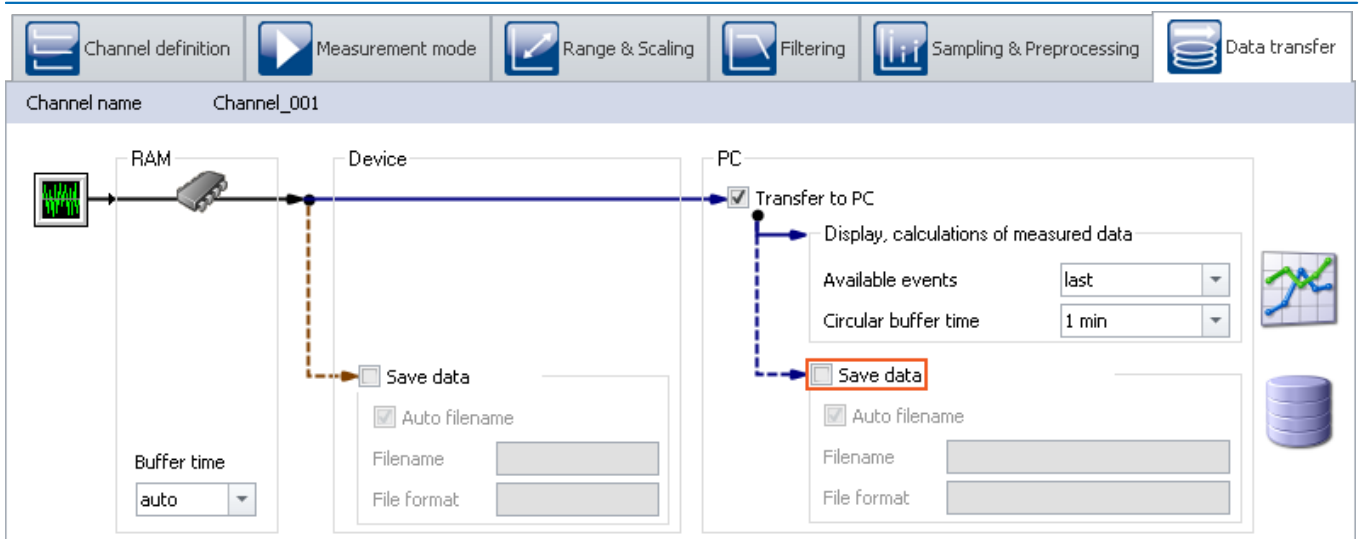 Channel definition
Measurement mode
Range & Scaling
Filtering
Sampling & Preprocessing
Data transfer
Channel name Channel_001
RAM
Device
PC
Transfer to PC
Display, calculations of measured data
Available events last
Circular buffer time 1 min
Save data
Save data
Auto filename
Auto filename
Buffer time
Filename
Filename
auto
File format
File format